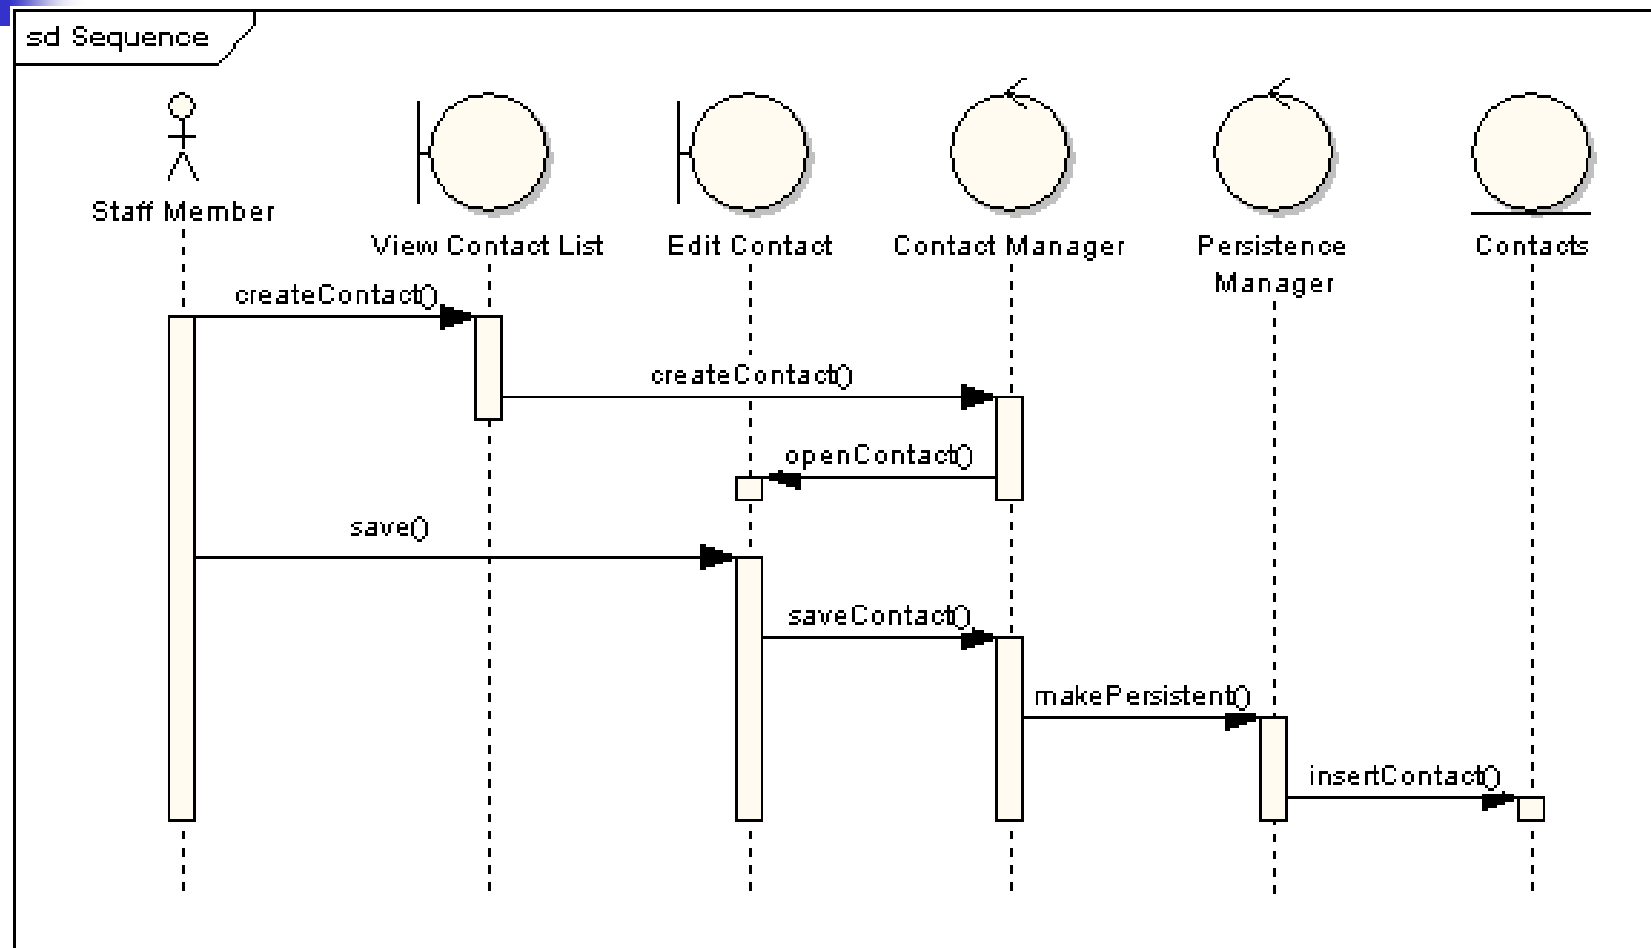 sd Sequence
Staff Member
View Contact List
Edit Contact
Contact Manager
Persistence
Manager
Contacts
createContact()
createContact()
openContact()
save()
saveContact()
makePersistent()
insertContact()